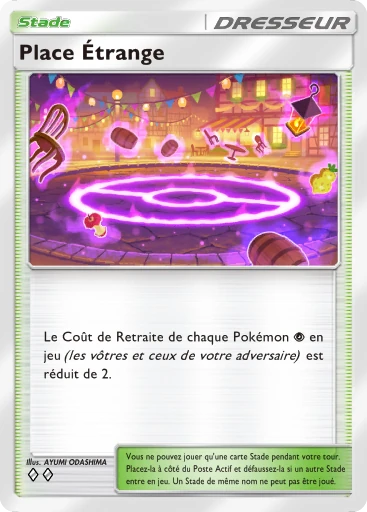 Stade
DRESSEUR
Place Étrange
Le Coût de Retraite de chaque Pokémon en
jeu (les vôtres et ceux de votre adversaire) est
réduit de 2.
Illus. AYUMI ODASHIMA
Vous ne pouvez jouer qu'une carte Stade pendant votre tour.
Placez-la à côté du Poste Actif et défaussez-la si un autre Stade
entre en jeu. Un Stade de même nom ne peut pas être joué.